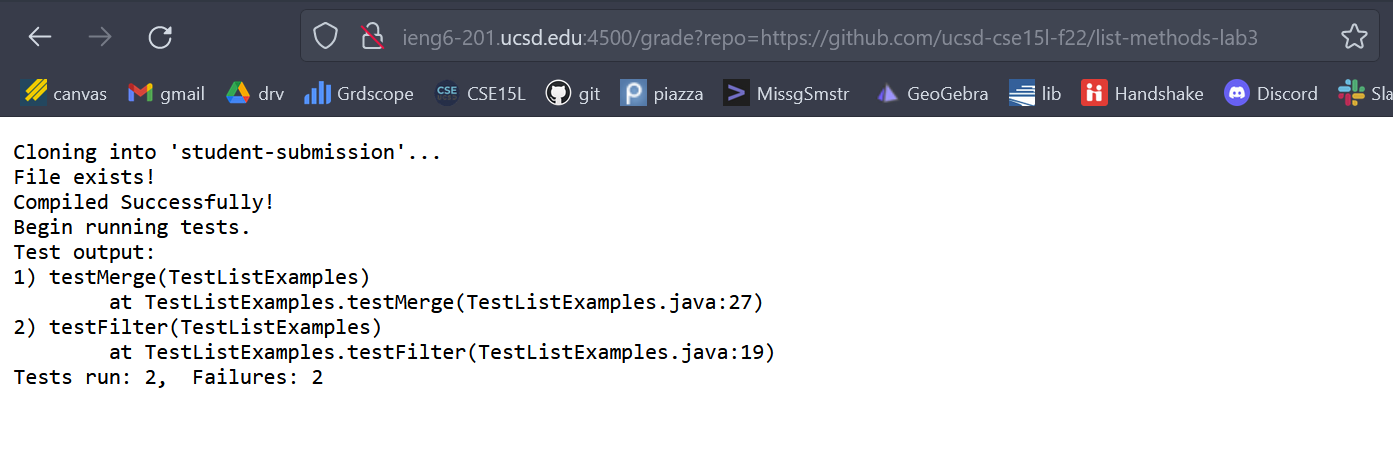 ieng6-201.ucsd.edu:4500/grade?repo=https://github.com/ucsd-cse15l-f22/list-methods-lab3
canvas gmail drv Grdscope CSE CSE15L git piazza MissgSmstr GeoGebra lib Handshake Discord Sla
Cloning into 'student-submission'...
File exists!
Compiled Successfully!
Begin running tests.
Test output:
1) testMerge(TestListExamples)
at TestListExamples.testMerge(TestListExamples.java:27)
2) testFilter(TestListExamples)
at TestListExamples.testFilter(TestListExamples.java:19)
Tests run: 2,  Failures: 2